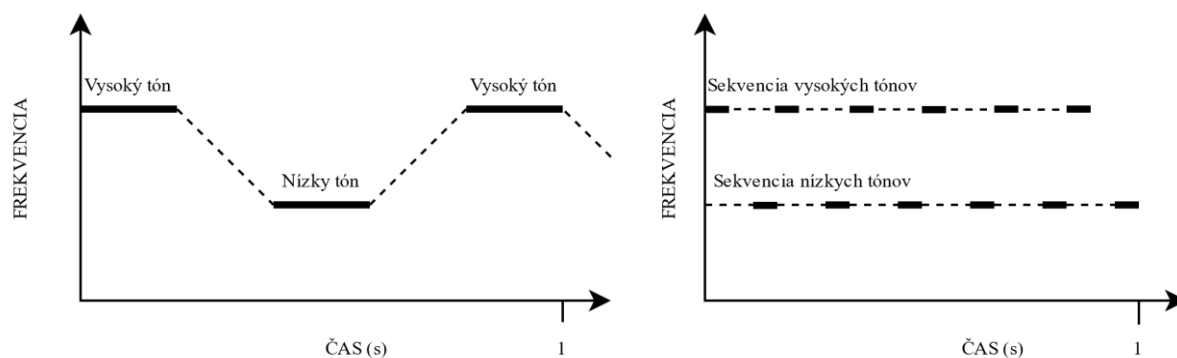 Vysoký tón
Vysoký tón
Nízky tón
FREKVENCIA
ČAS (s)
1
Sekvencia vysokých tónov
Sekvencia nízkych tónov
FREKVENCIA
ČAS (s)
1